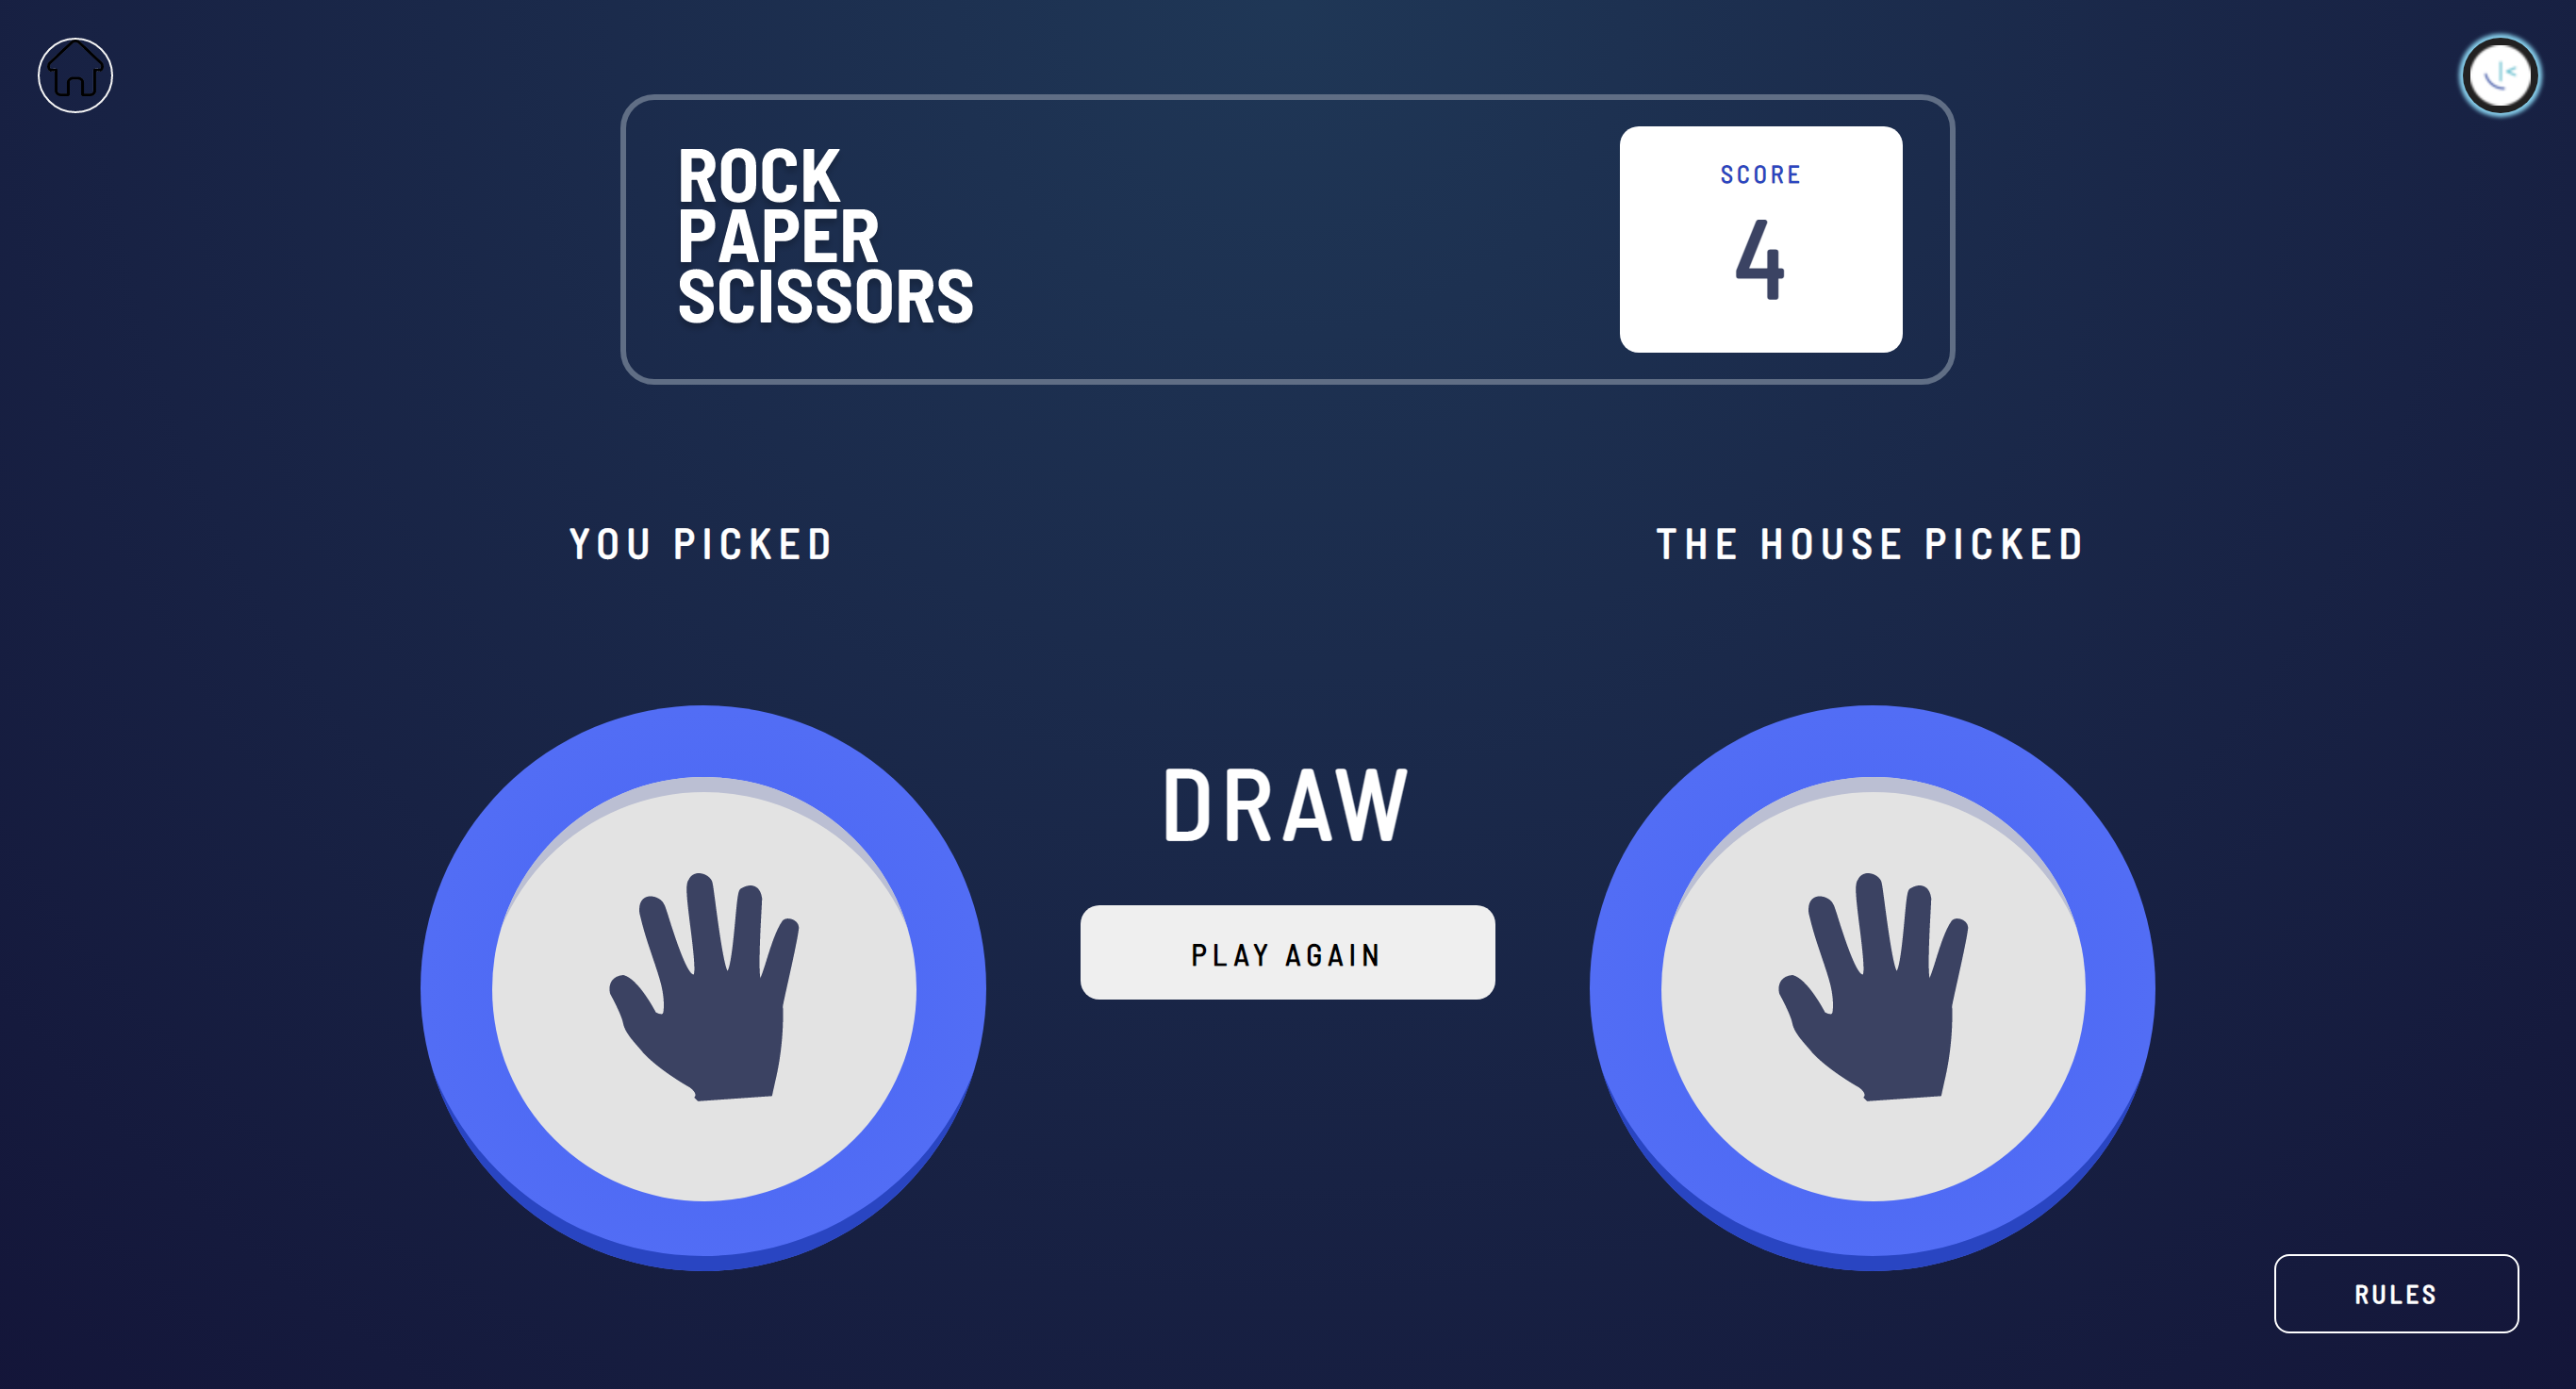 ROCK
PAPER
SCISSORS
SCORE
4
YOU PICKED
THE HOUSE PICKED
DRAW
PLAY AGAIN
RULES